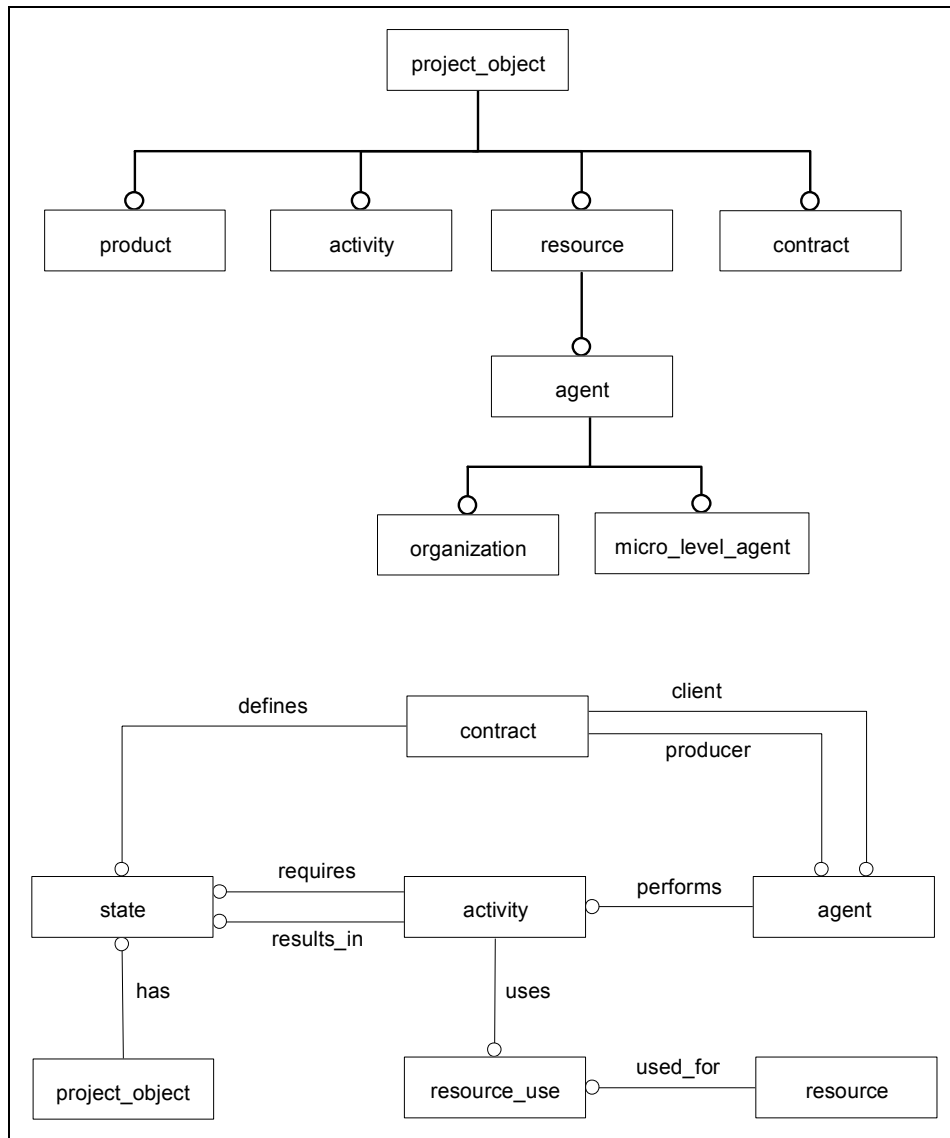 project_object
product
activity
resource
contract
agent
organization
micro_level_agent
defines
contract
client
producer
state
requires
results_in
activity
performs
agent
has
uses
project_object
resource_use
used_for
resource